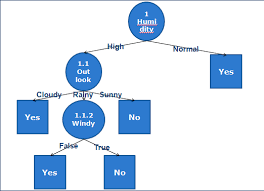 1
Humi
dity
High
Normal
1.1
Out
look
Yes
Cloudy Rainy Sunny
Yes
1.1.2
Windy
No
False
True
Yes
No